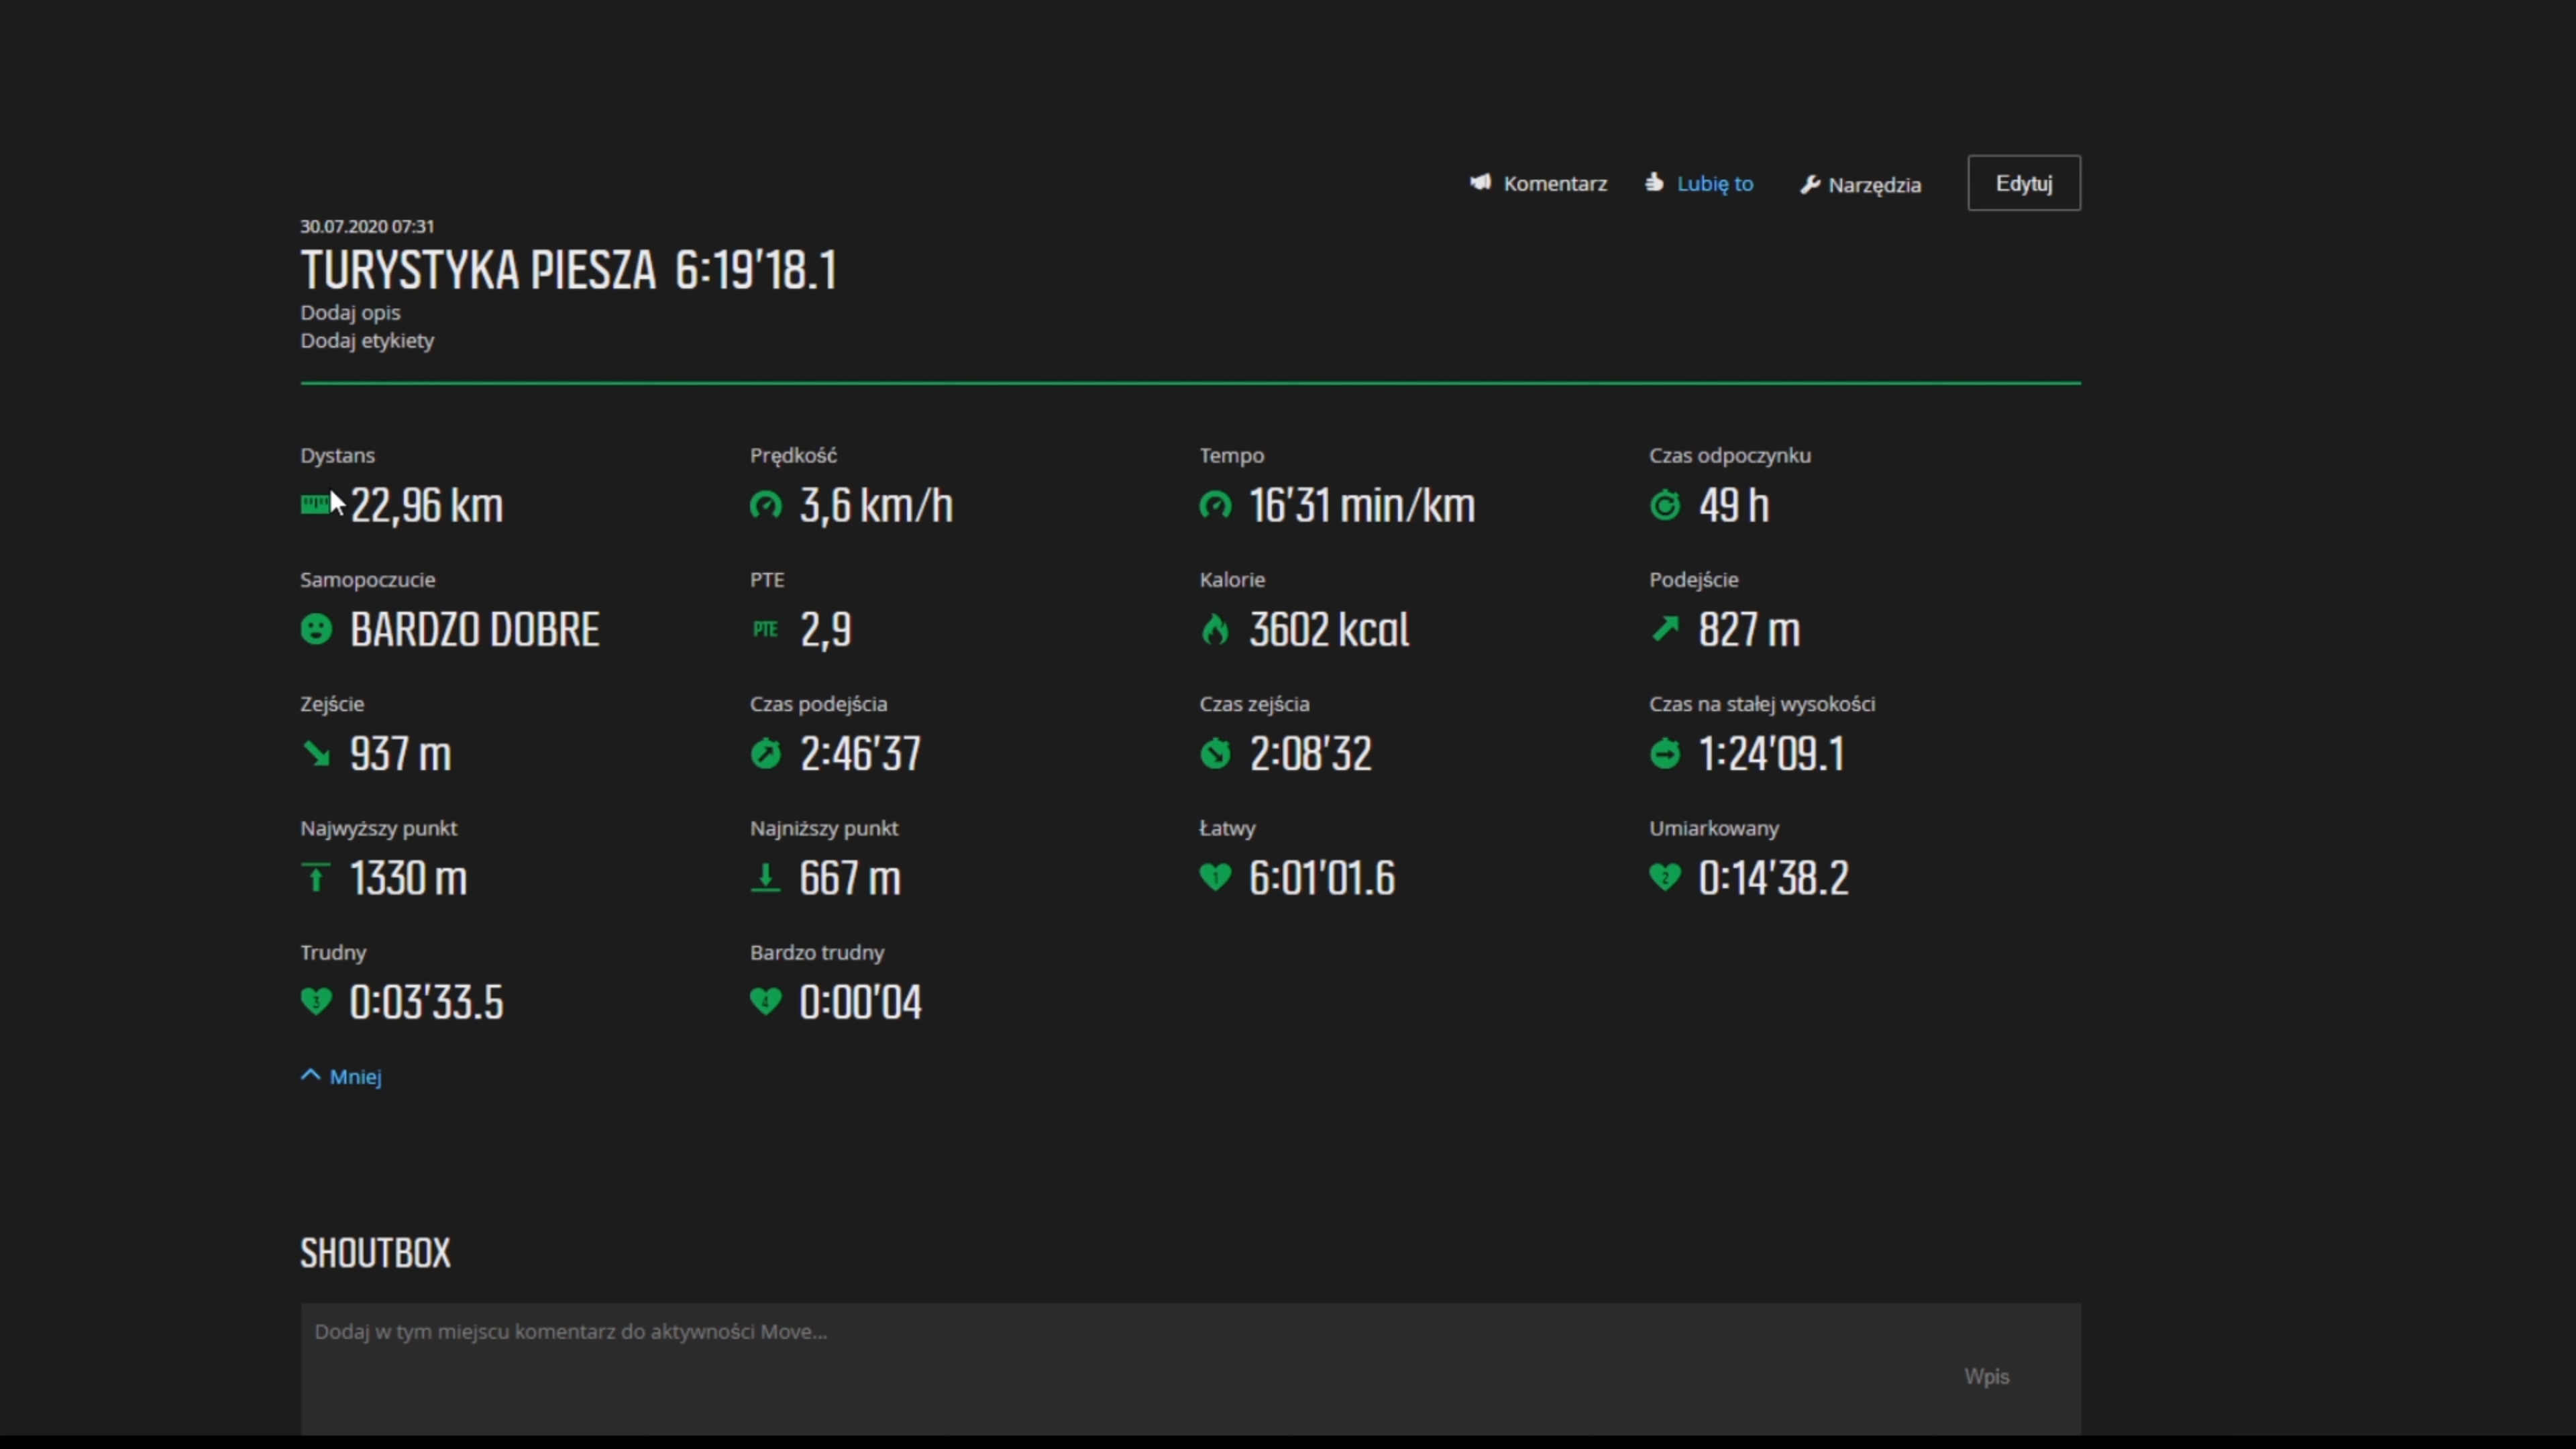 Komentarz Lubię to Narzędzia Edytuj
30.07.2020 07:31
TURYSTYKA PIESZA 6:19'18.1
Dodaj opis
Dodaj etykiety
Dystans Prędkość Tempo Czas odpoczynku
22,96 km 3,6 km/h 16'31 min/km 49 h
Samopoczucie PTE Kalorie Podejście
BARDZO DOBRE PTE 2,9 3602 kcal 827 m
Zejście Czas podejścia Czas zejścia Czas na stałej wysokości
937 m 2:46'37 2:08'32 1:24'09.1
Najwyższy punkt Najniższy punkt Łatwy Umiarkowany
1330 m 667 m 1 6:01'01.6 2 0:14'38.2
Trudny Bardzo trudny
3 0:03'33.5 4 0:00'04
Mniej
SHOUTBOX
Dodaj w tym miejscu komentarz do aktywności Move...
Wpis